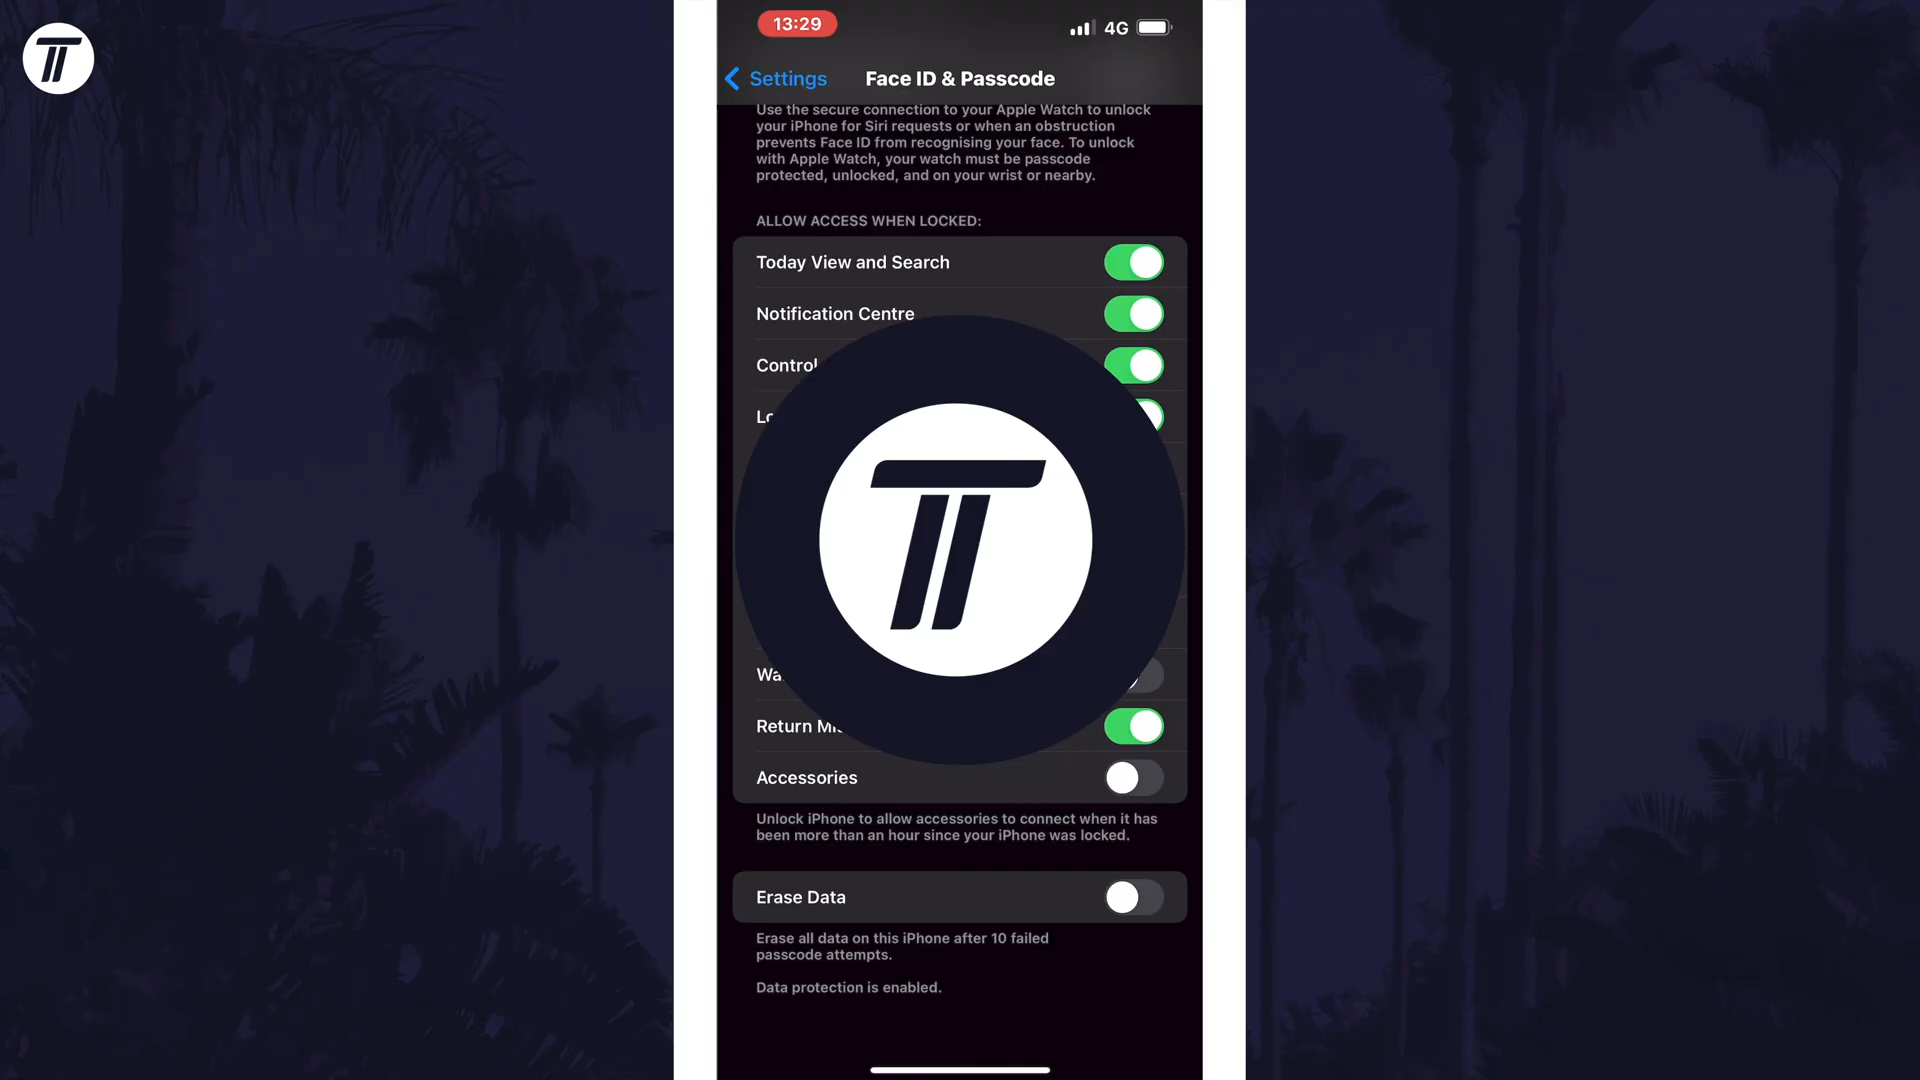 13:29
4G
Settings
Face ID & Passcode
Use the secure connection to your Apple Watch to unlock
your iPhone for Siri requests or when an obstruction
prevents Face ID from recognising your face. To unlock
with Apple Watch, your watch must be passcode
protected, unlocked, and on your wrist or nearby.
ALLOW ACCESS WHEN LOCKED:
Today View and Search
Notification Centre
Control
Return
Accessories
Unlock iPhone to allow accessories to connect when it has
been more than an hour since your iPhone was locked.
Erase Data
Erase all data on this iPhone after 10 failed
passcode attempts.
Data protection is enabled.